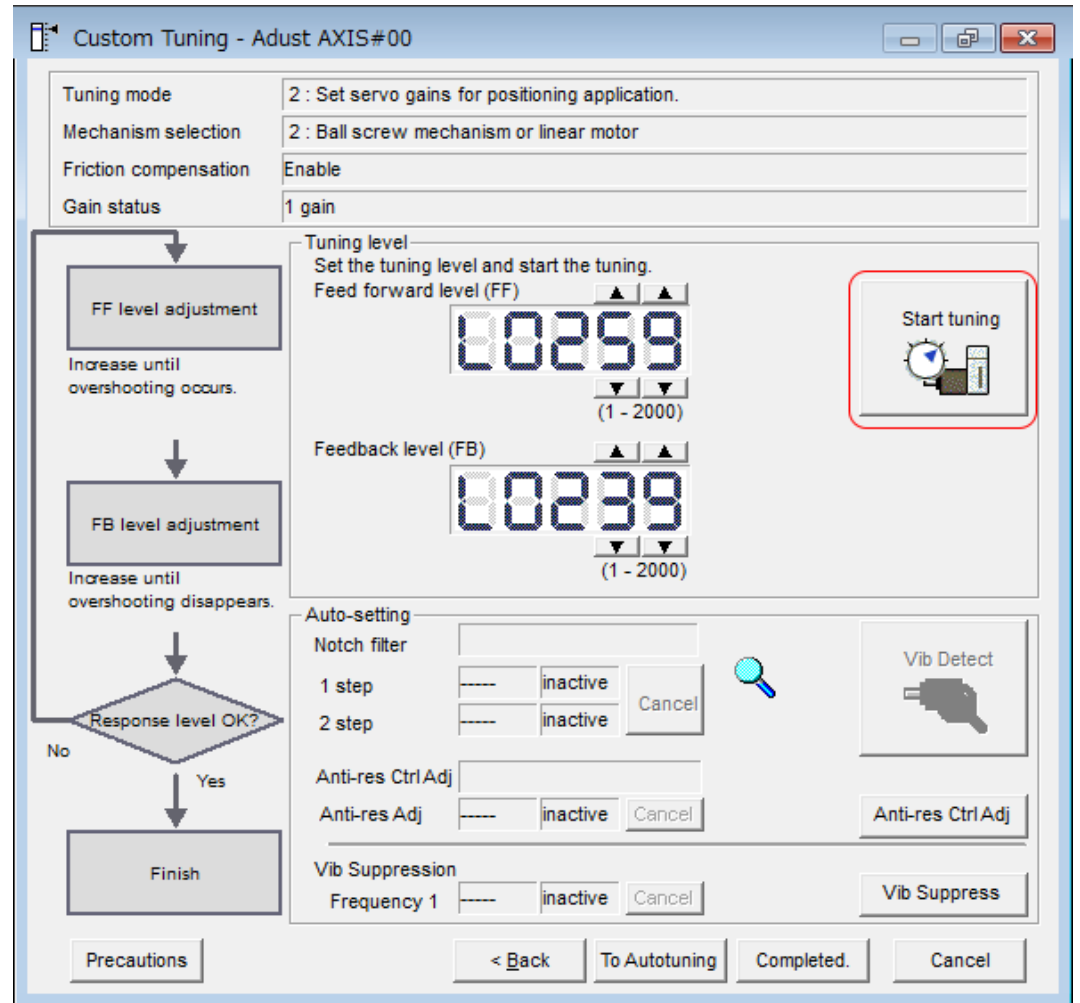 Custom Tuning - Adust AXIS#00
Tuning mode
2 : Set servo gains for positioning application.
Mechanism selection
2 : Ball screw mechanism or linear motor
Friction compensation
Enable
Gain status
1 gain
FF level adjustment
Increase until
overshooting occurs.
FB level adjustment
Increase until
overshooting disappears.
Response level OK?
No
Yes
Finish
Tuning level
Set the tuning level and start the tuning.
Feed forward level (FF)
L0259
(1 - 2000)
Feedback level (FB)
L0239
(1 - 2000)
Start tuning
Auto-setting
Notch filter
1 step
-----
inactive
2 step
-----
inactive
Cancel
Vib Detect
Anti-res Ctrl Adj
Anti-res Adj
-----
inactive
Cancel
Anti-res Ctrl Adj
Vib Suppression
Frequency 1
-----
inactive
Cancel
Vib Suppress
Precautions
< Back
To Autotuning
Completed.
Cancel